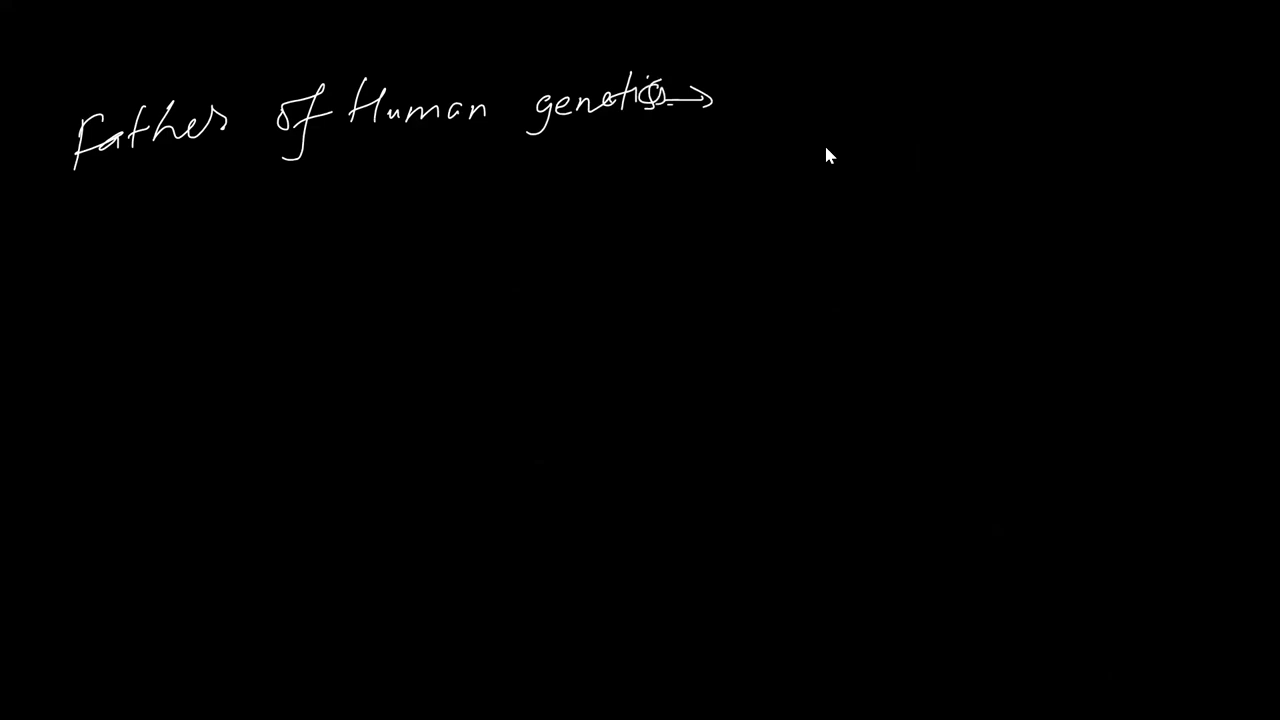 Father of Human genetics →